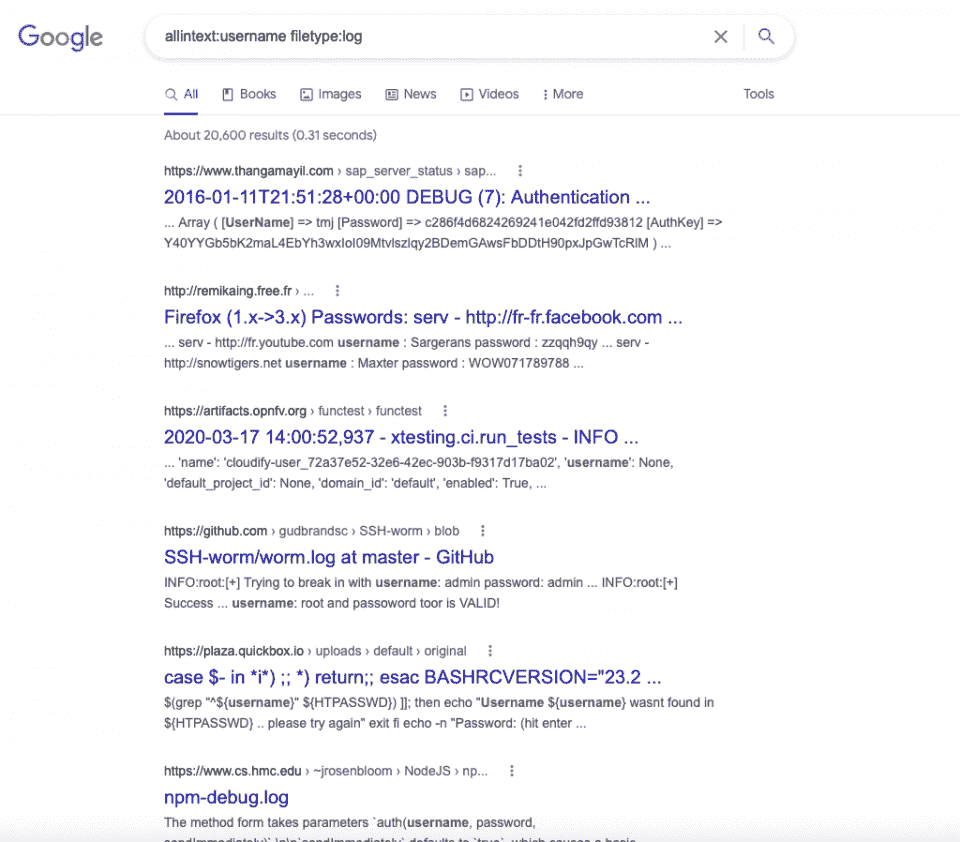 Google
allintext:username filetype:log
All
Books
Images
News
Videos
More
Tools
About 20,600 results (0.31 seconds)
https://www.thangamayil.com › sap_server_status › sap...
2016-01-11T21:51:28+00:00 DEBUG (7): Authentication ...
... Array ( [UserName] => tmj [Password] => c286f4d6824269241e042fd2ffd93812 [AuthKey] =>
Y40YYGb5bK2maL4EbYh3wxIoI09MtvlszIqy2BDemGAwsFbDDtH90pxJpGwTcRlM ) ...
http://remikaing.free.fr › ...
Firefox (1.x->3.x) Passwords: serv - http://fr-fr.facebook.com ...
... serv - http://fr.youtube.com username : Sargerans password : zzqqh9qy ... serv -
http://snowtigers.net username : Maxter password : WOW071789788 ...
https://artifacts.opnfv.org › functest › functest
2020-03-17 14:00:52,937 - xtesting.ci.run_tests - INFO ...
... 'name': 'cloudify-user_72a37e52-32e6-42ec-903b-f9317d17ba02', 'username': None,
'default_project_id': None, 'domain_id': 'default', 'enabled': True, ...
https://github.com › gudbrandsc › SSH-worm › blob
SSH-worm/worm.log at master - GitHub
INFO:root:[+] Trying to break in with username: admin password: admin ... INFO:root:[+]
Success ... username: root and passoword toor is VALID!
https://plaza.quickbox.io › uploads › default › original
case $- in *i*) ;; *) return;; esac BASHRCVERSION="23.2 ...
$(grep "^${username}" ${HTPASSWD}) ]]; then echo "Username ${username} wasnt found in
${HTPASSWD} .. please try again" exit fi echo -n "Password: (hit enter ...
https://www.cs.hmc.edu › ~jrosenbloom › NodeJS › np...
npm-debug.log
The method form takes parameters `auth(username, password,